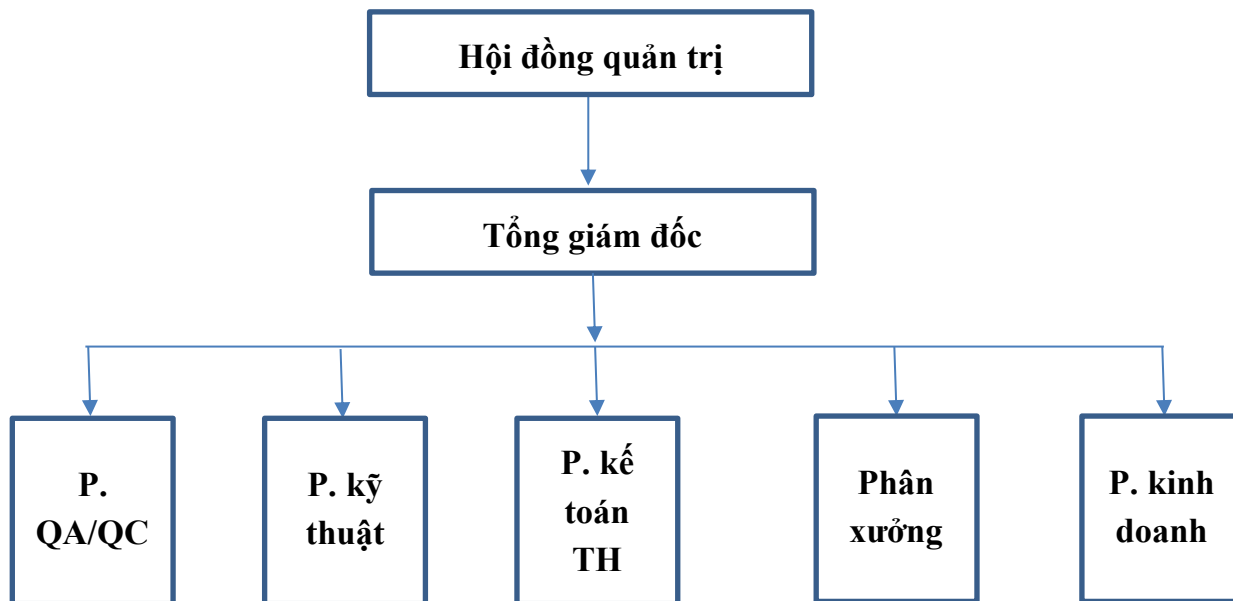 Hội đồng quản trị
Tổng giám đốc
P.
QA/QC
P. kỹ
thuật
P. kế
toán
TH
Phân
xưởng
P. kinh
doanh